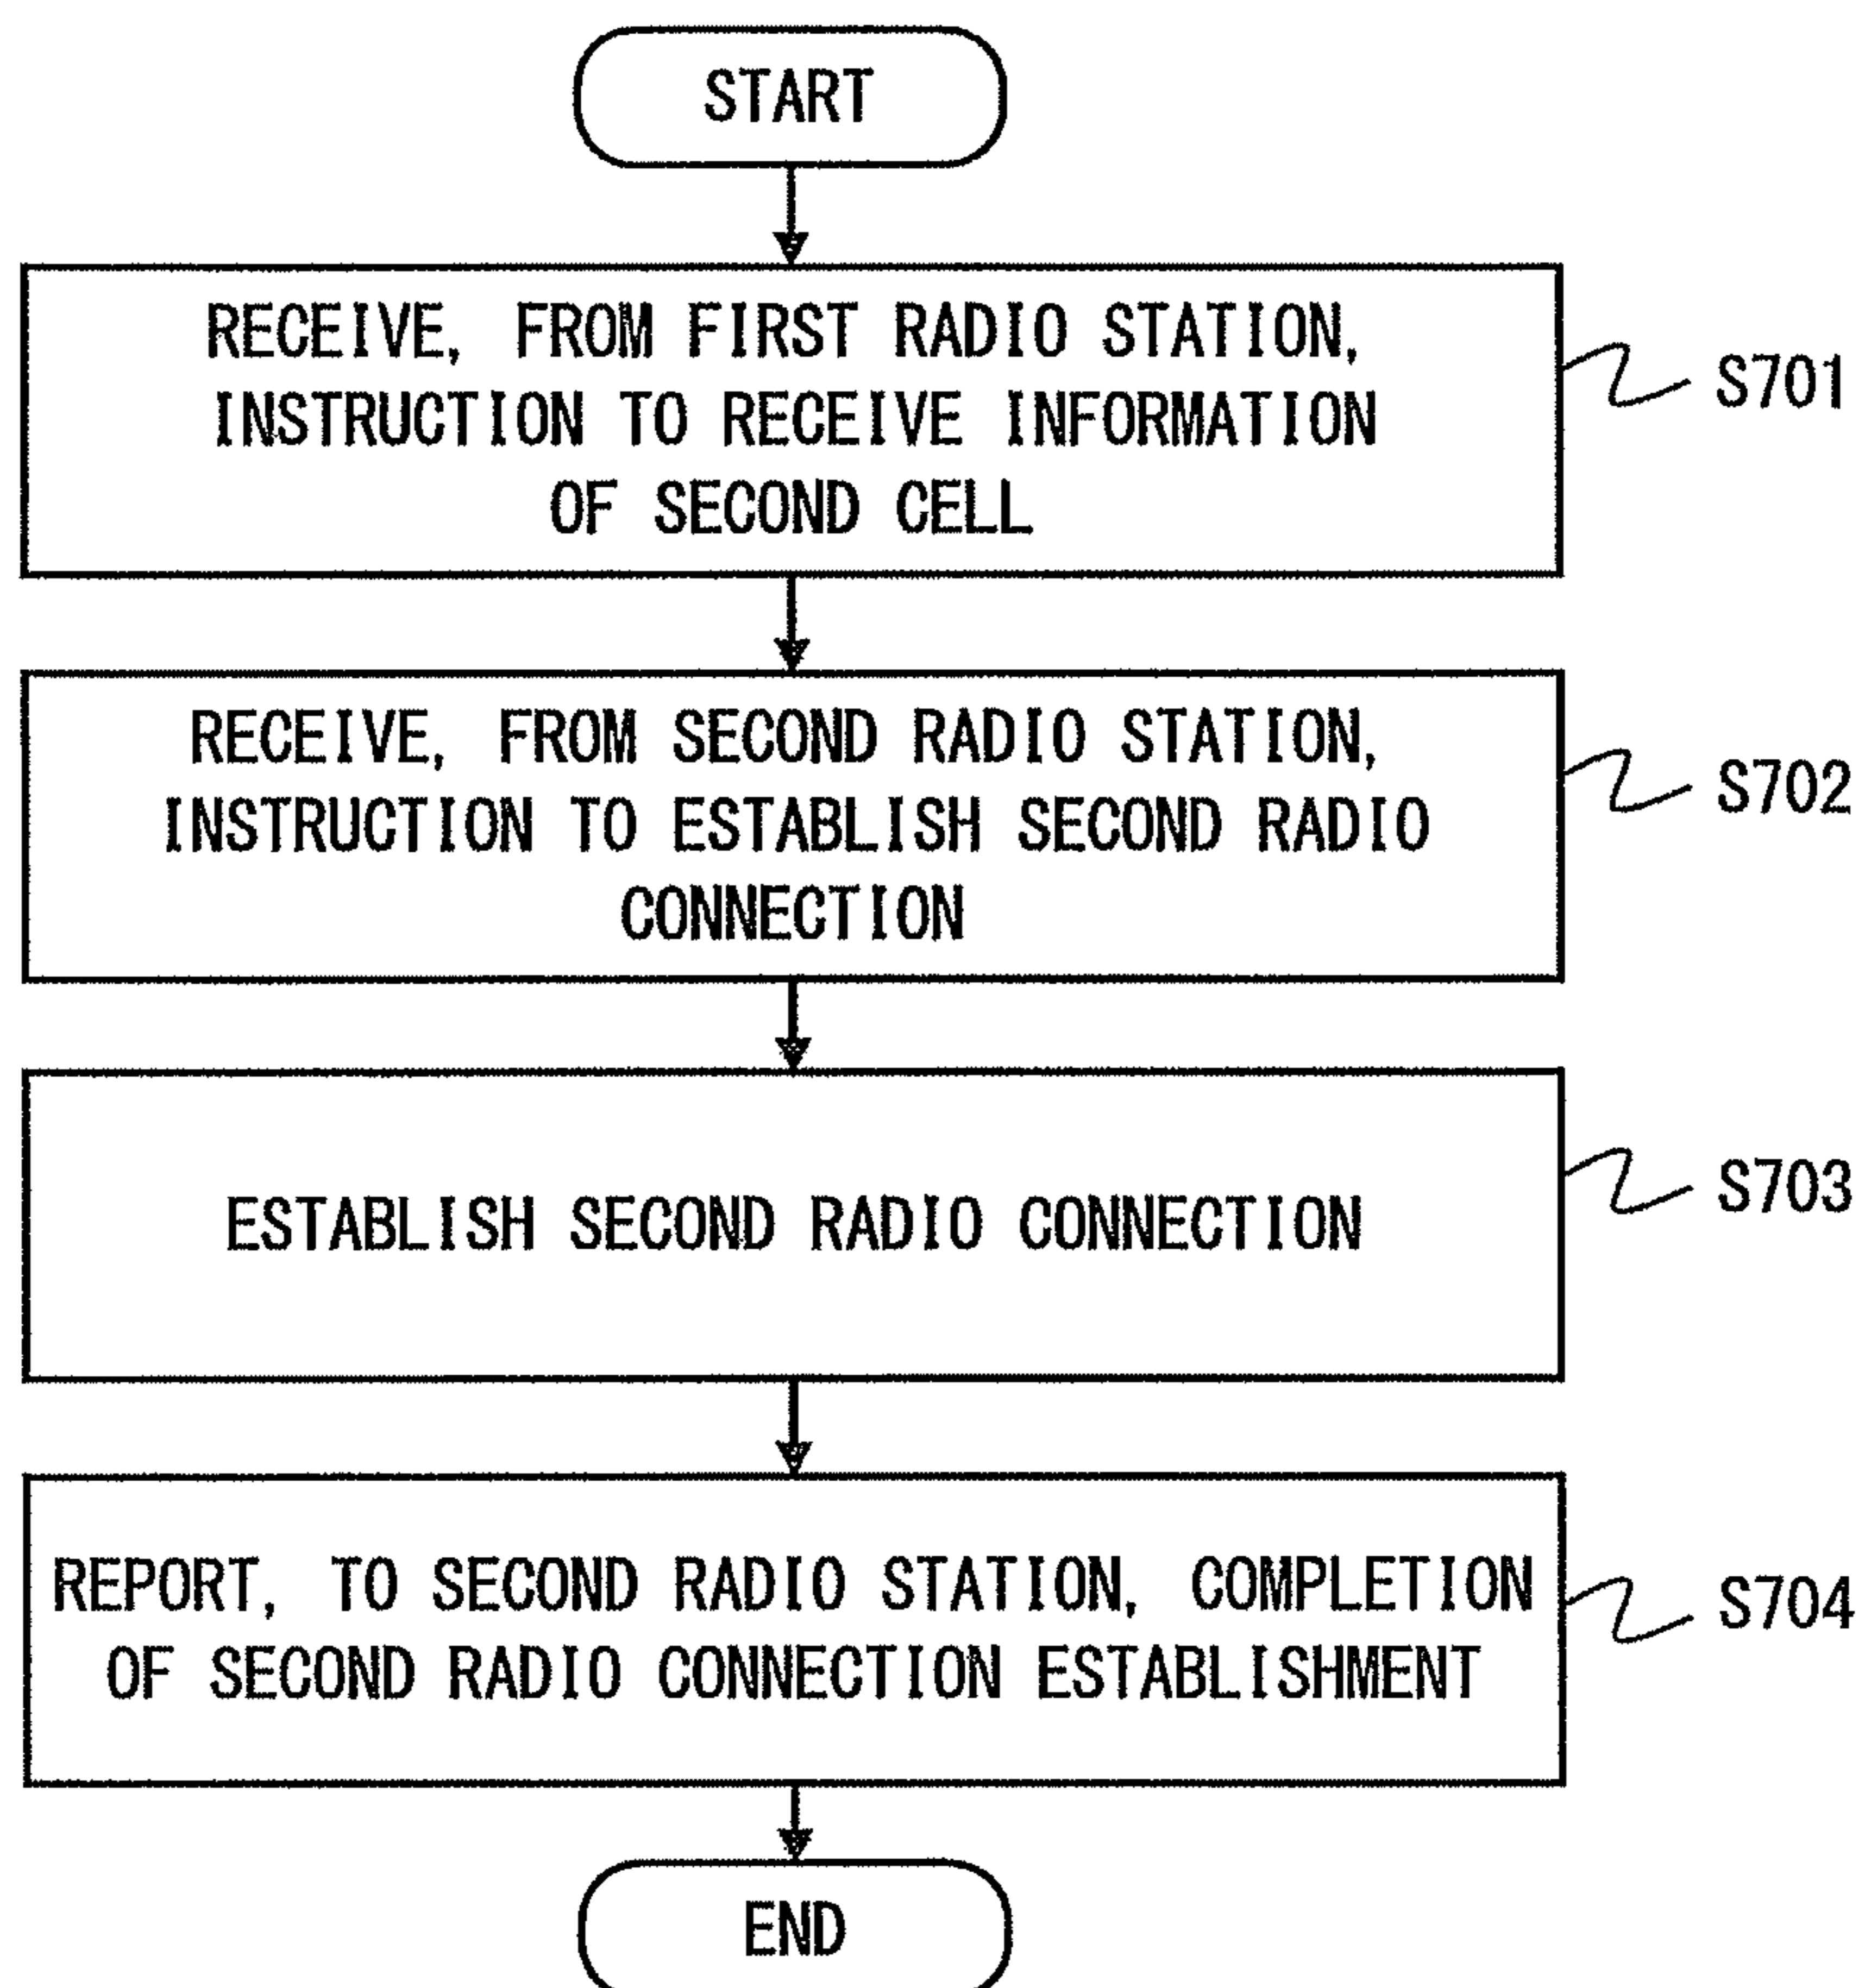 START
RECEIVE, FROM FIRST RADIO STATION,
INSTRUCTION TO RECEIVE INFORMATION
OF SECOND CELL
S701
RECEIVE, FROM SECOND RADIO STATION,
INSTRUCTION TO ESTABLISH SECOND RADIO
CONNECTION
S702
ESTABLISH SECOND RADIO CONNECTION
S703
REPORT, TO SECOND RADIO STATION, COMPLETION
OF SECOND RADIO CONNECTION ESTABLISHMENT
S704
END